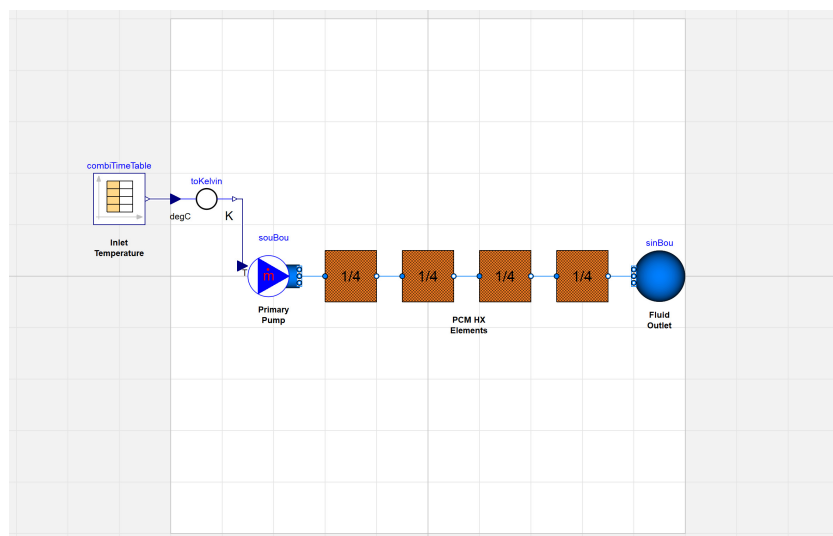 combiTimeTable
toKelvin
degC
K
Inlet
Temperature
souBou
T
ṁ
Primary
Pump
1/4
1/4
1/4
1/4
PCM HX
Elements
sinBou
Fluid
Outlet